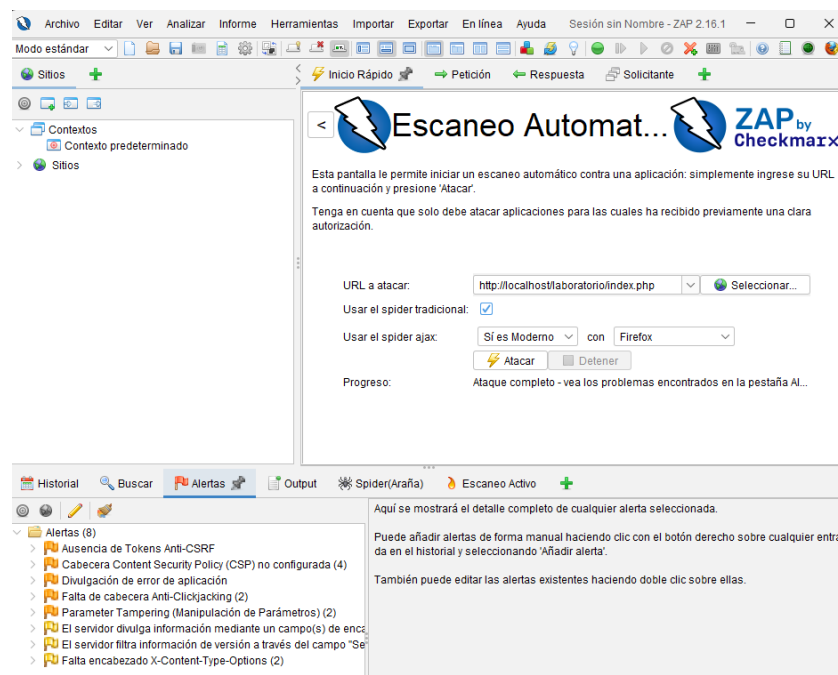 Archivo Editar Ver Analizar Informe Herramientas Importar Exportar En línea Ayuda Sesión sin Nombre - ZAP 2.16.1
Modo estándar
Sitios
Inicio Rápido Petición Respuesta Solicitante
Contextos
Contexto predeterminado
Sitios
< Escaneo Automat... ZAP by Checkmarx
Esta pantalla le permite iniciar un escaneo automático contra una aplicación: simplemente ingrese su URL
a continuación y presione 'Atacar'.
Tenga en cuenta que solo debe atacar aplicaciones para las cuales ha recibido previamente una clara
autorización.
URL a atacar: http://localhost/laboratorio/index.php Seleccionar...
Usar el spider tradicional:
Usar el spider ajax: Sí es Moderno con Firefox
Atacar Detener
Progreso: Ataque completo - vea los problemas encontrados en la pestaña Al...
Historial Buscar Alertas Output Spider(Araña) Escaneo Activo
Alertas (8)
Ausencia de Tokens Anti-CSRF
Cabecera Content Security Policy (CSP) no configurada (4)
Divulgación de error de aplicación
Falta de cabecera Anti-Clickjacking (2)
Parameter Tampering (Manipulación de Parámetros) (2)
El servidor divulga información mediante un campo(s) de enca
El servidor filtra información de versión a través del campo "Se
Falta encabezado X-Content-Type-Options (2)
Aquí se mostrará el detalle completo de cualquier alerta seleccionada.
Puede añadir alertas de forma manual haciendo clic con el botón derecho sobre cualquier entra
da en el historial y seleccionando 'Añadir alerta'.
También puede editar las alertas existentes haciendo doble clic sobre ellas.